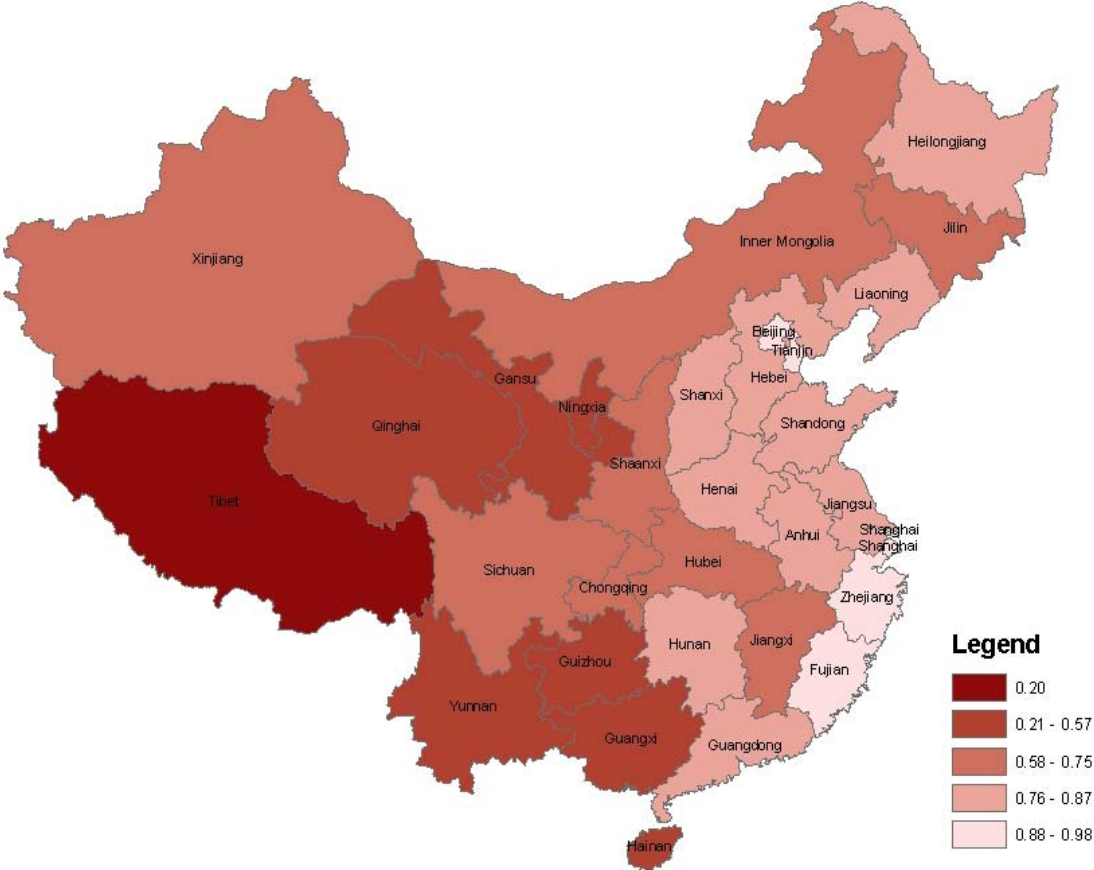 Heilongjiang
Jilin
Inner Mongolia
Xinjiang
Liaoning
Beijing
Tianjin
Hebei
Gansu
Shanxi
Ningxia
Shandong
Qinghai
Shaanxi
Henai
Tibet
Jiangsu
Anhui
Shanghai
Shanghai
Hubei
Sichuan
Chongqing
Zhejiang
Hunan
Jiangxi
Guizhou
Fujian
Yunnan
Guangxi
Guangdong
Hainan
Legend
0.20
0.21 - 0.57
0.58 - 0.75
0.76 - 0.87
0.88 - 0.98